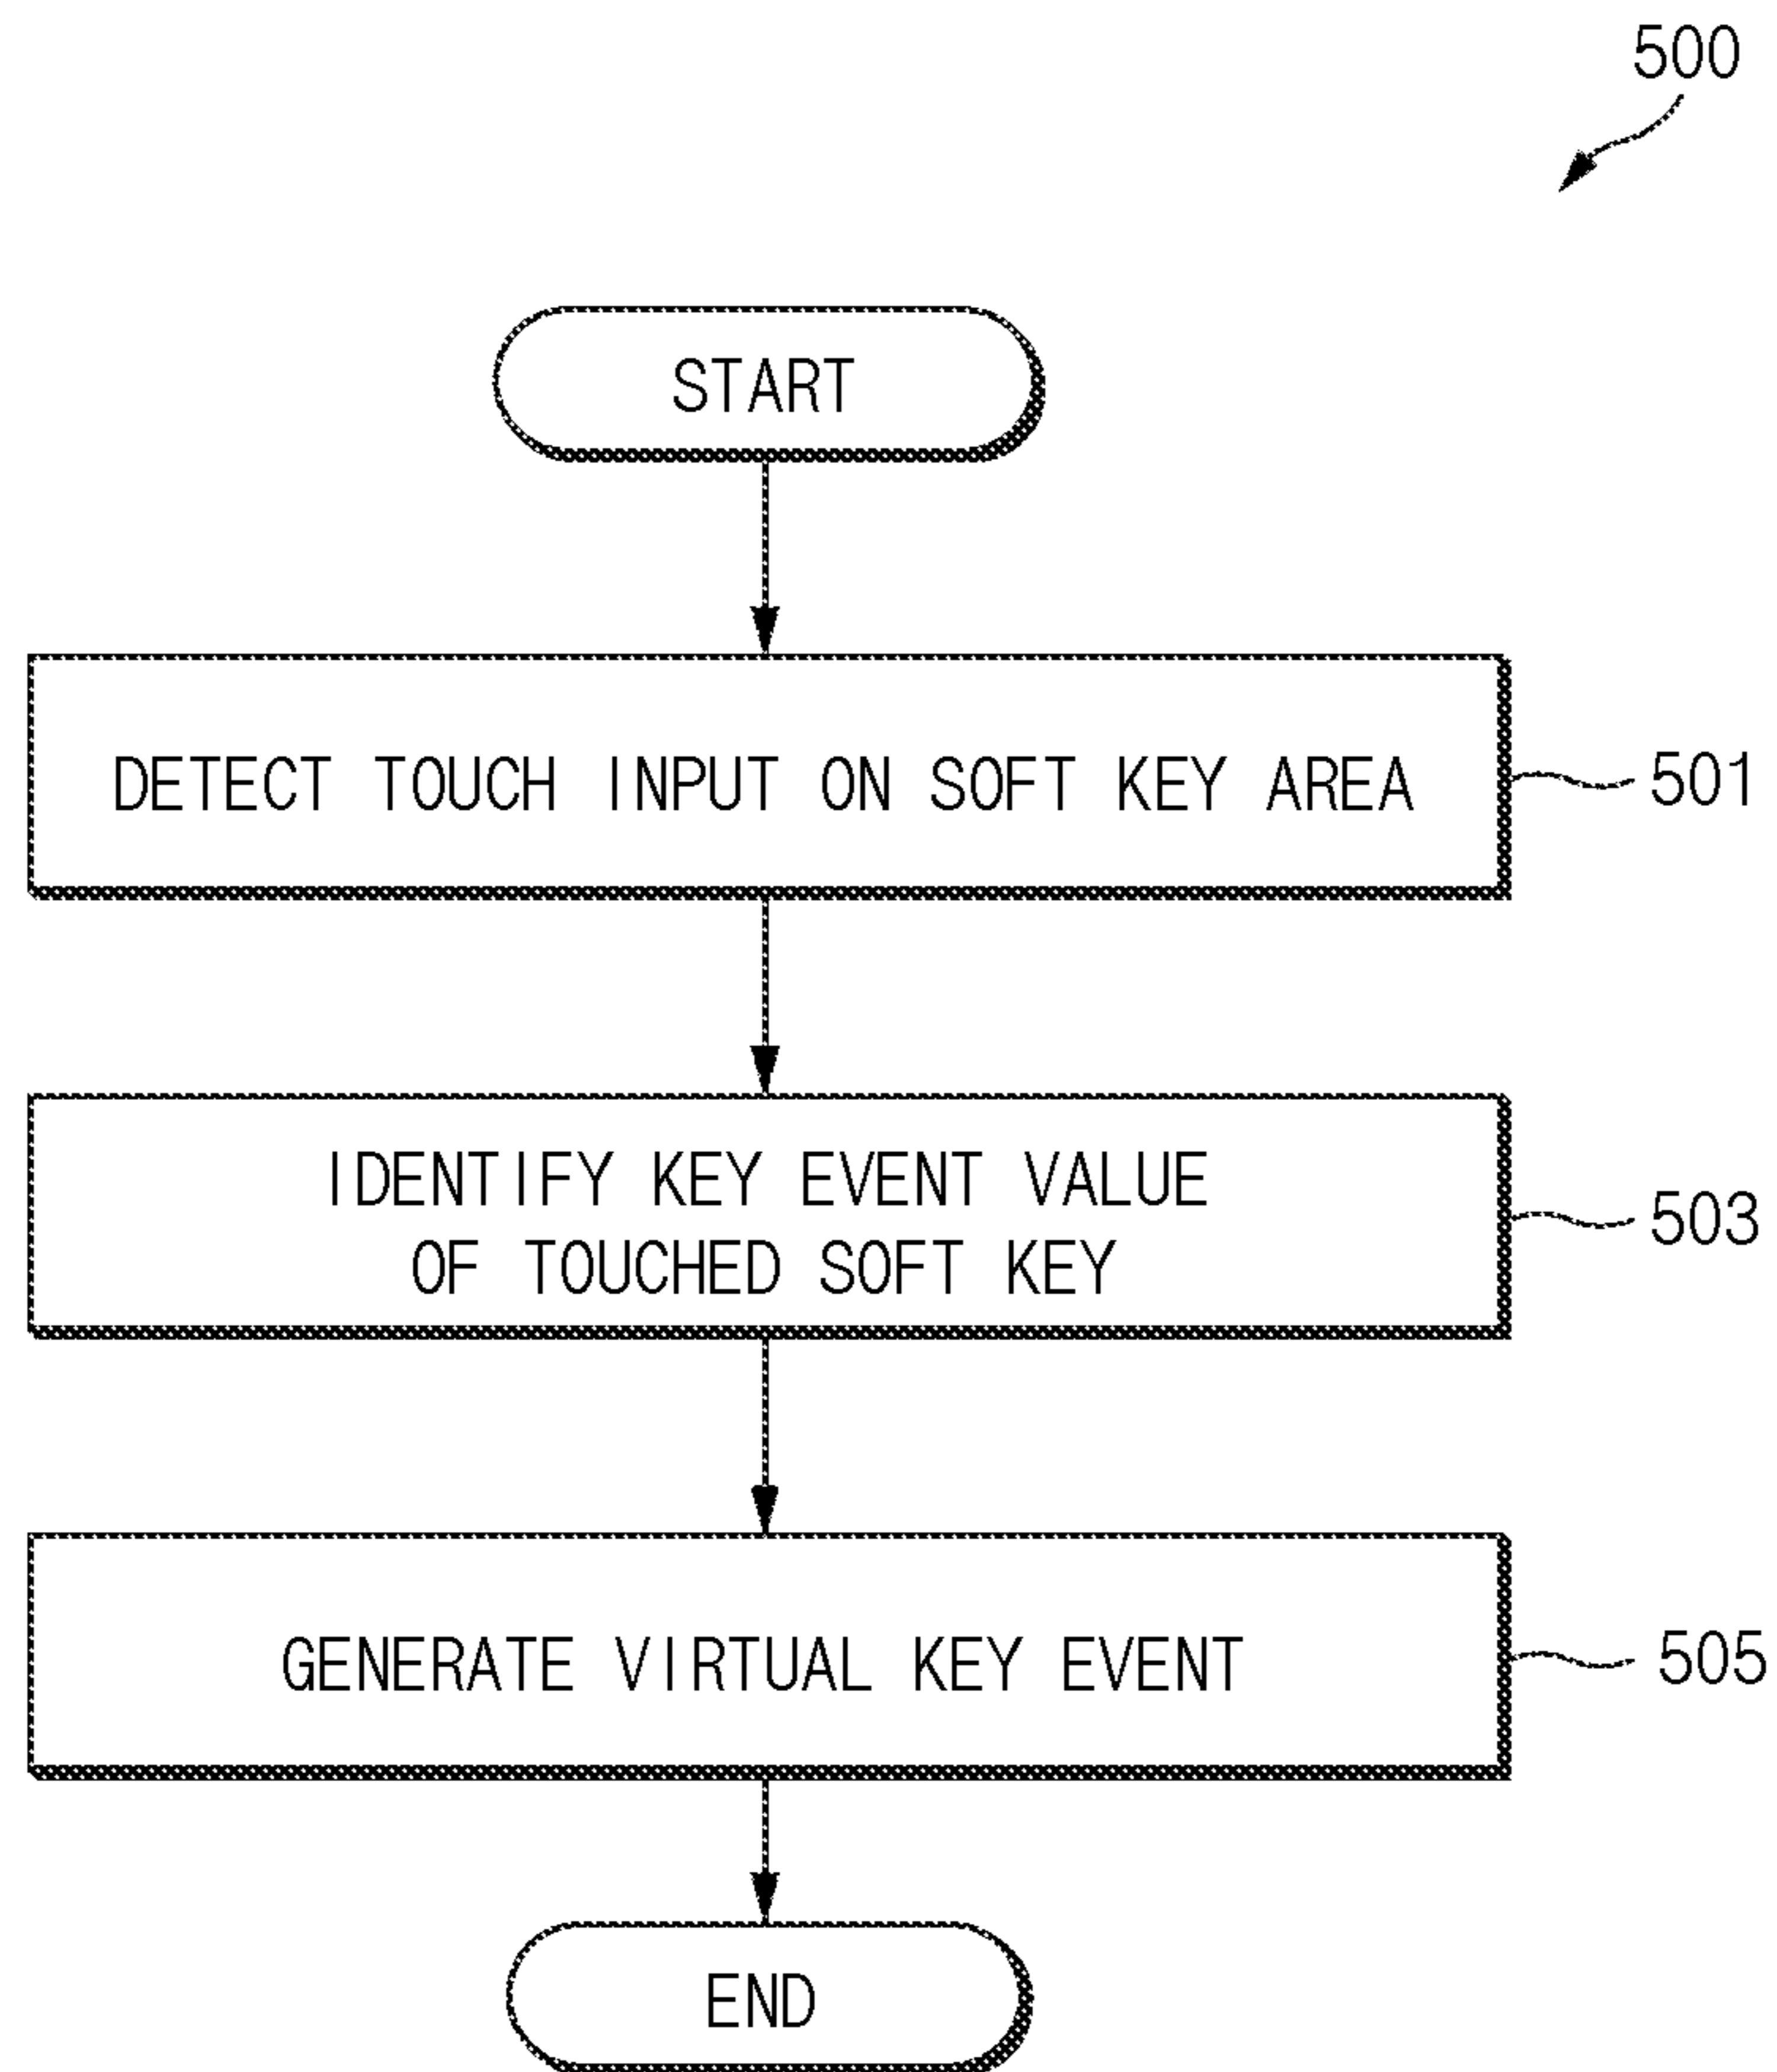 500
START
DETECT TOUCH INPUT ON SOFT KEY AREA
501
IDENTIFY KEY EVENT VALUE
OF TOUCHED SOFT KEY
503
GENERATE VIRTUAL KEY EVENT
505
END